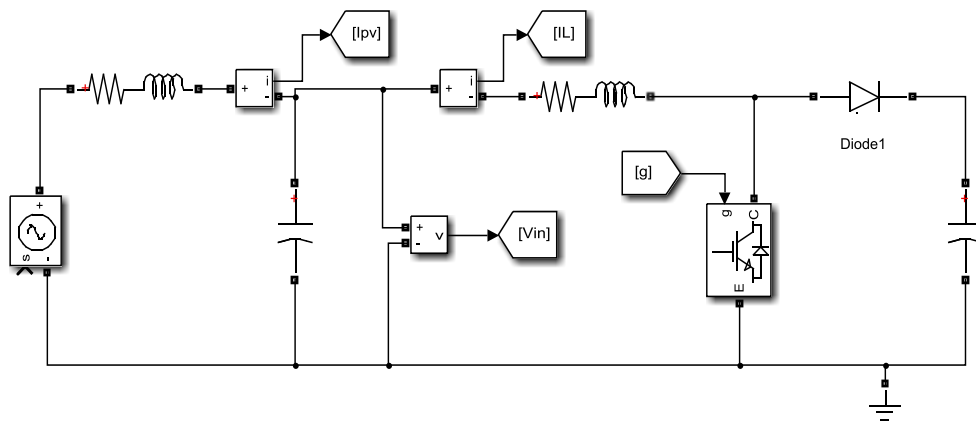 [Ipv]
[IL]
+
i
-
+
i
-
+
+
Diode1
[g]
g
C
E
+
s
-
+
+
-
v
[Vin]
+